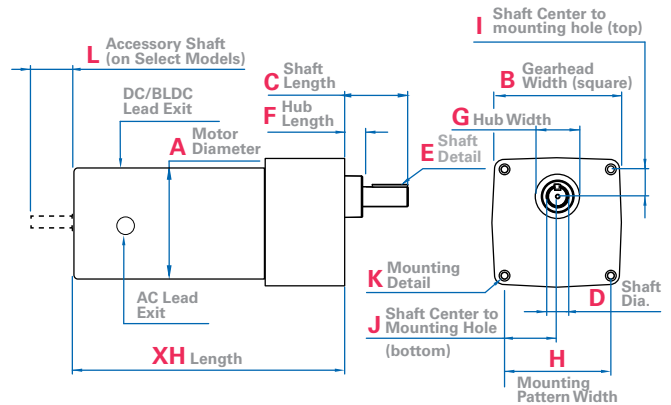 I Shaft Center to
mounting hole (top)
L Accessory Shaft
(on Select Models)
C Shaft
Length
B Gearhead
Width (square)
DC/BLDC
Lead Exit
F Hub
Length
G Hub Width
A Motor
Diameter
E Shaft
Detail
K Mounting
Detail
D Shaft
Dia.
AC Lead
Exit
J Shaft Center to
Mounting Hole
(bottom)
XH Length
H
Mounting
Pattern Width